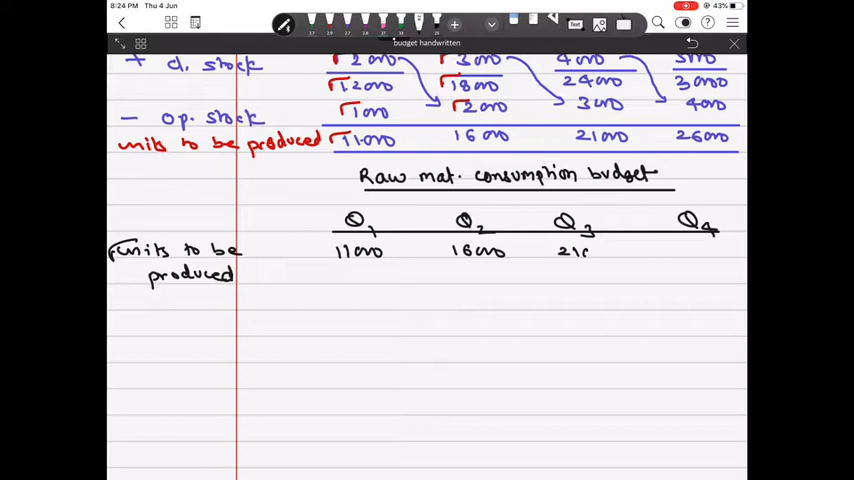 8:24 PM Thu 4 Jun 43%
Text
budget handwritten
+ cl. stock 2000 3000 4000 5000
12000 18000 24000 30000
- op. stock 1000 2000 3000 4000
units to be produced 11000 16000 21000 26000
Raw mat. consumption budget
Q1 Q2 Q3 Q4
units to be 11000 16000 210
produced